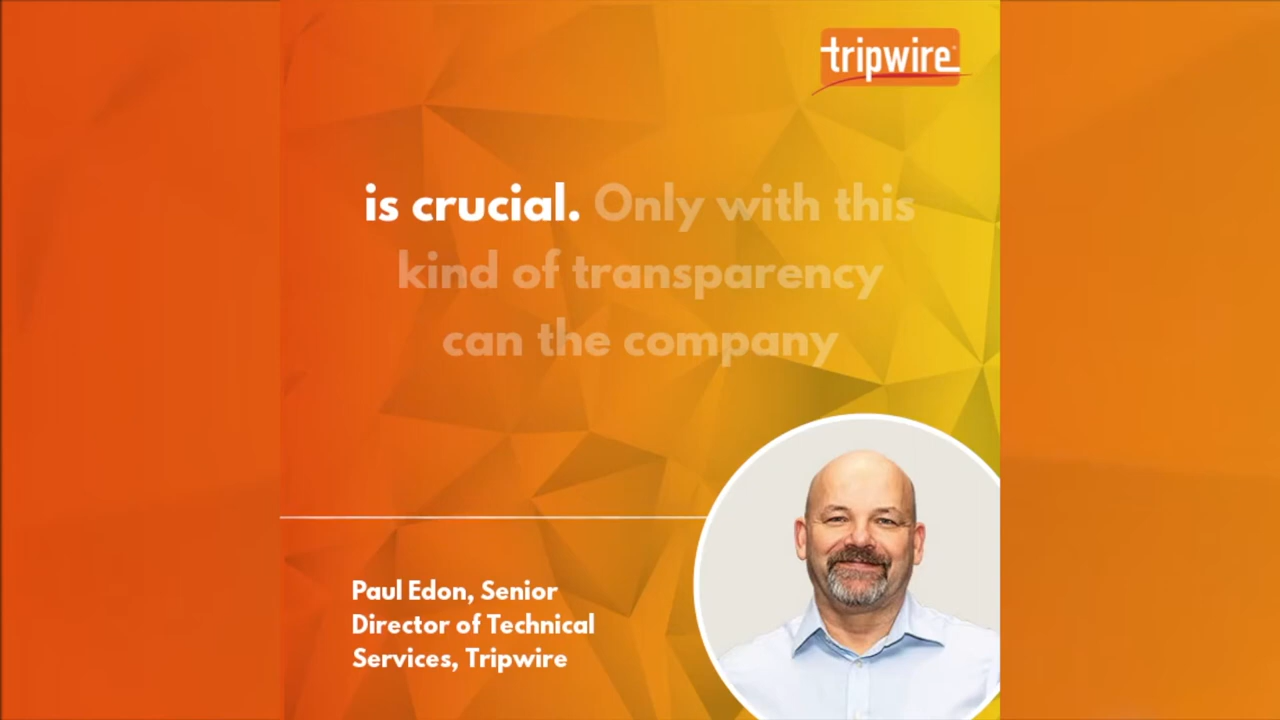 tripwire
is crucial. Only with this
kind of transparency
can the company
Paul Edon, Senior
Director of Technical
Services, Tripwire